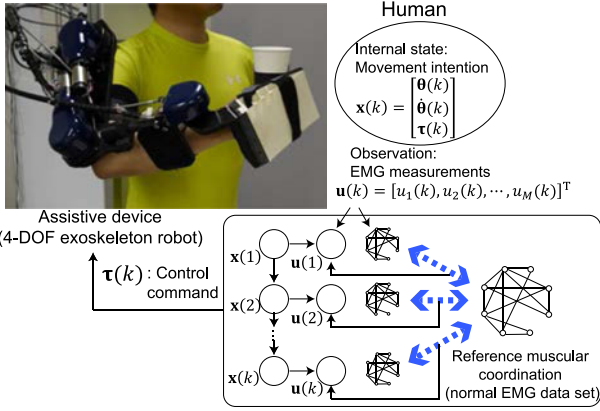 Human
Internal state:
Movement intention
𝐱(k) = [𝛉(k)
𝛉̇(k)
𝛕(k)]
Observation:
EMG measurements
𝐮(k) = [u₁(k), u₂(k), ⋯, u_M(k)]ᵀ
Assistive device
(4-DOF exoskeleton robot)
𝛕(k) : Control
command
𝐱(1)
𝐮(1)
𝐱(2)
𝐮(2)
𝐱(k)
𝐮(k)
Reference muscular
coordination
(normal EMG data set)